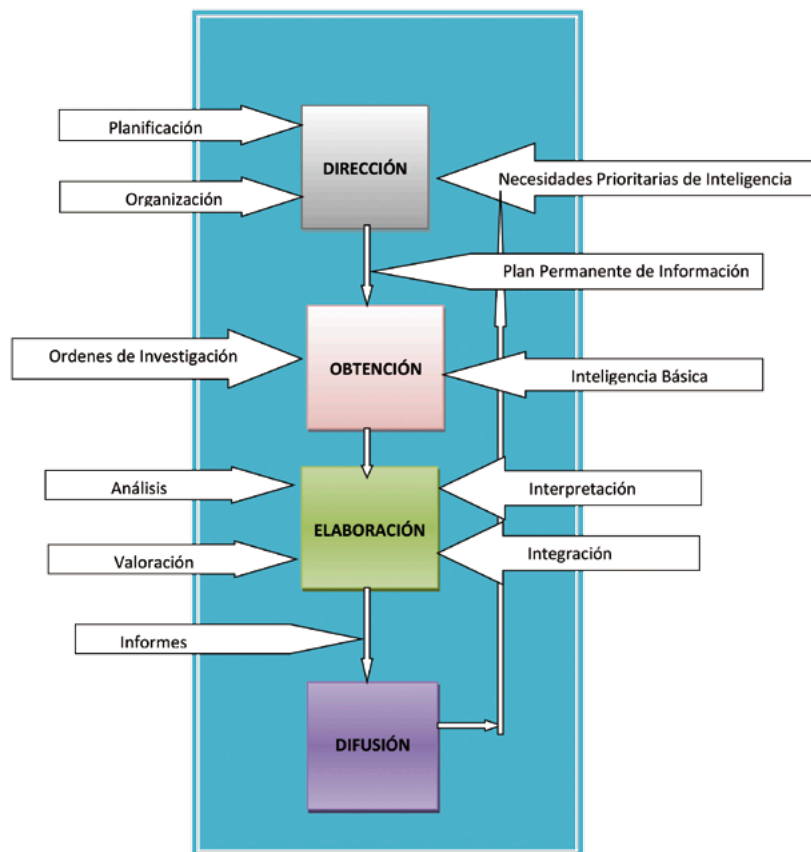 Planificación
DIRECCIÓN
Necesidades Prioritarias de Inteligencia
Organización
Plan Permanente de Información
Ordenes de Investigación
OBTENCIÓN
Inteligencia Básica
Análisis
Interpretación
ELABORACIÓN
Valoración
Integración
Informes
DIFUSIÓN